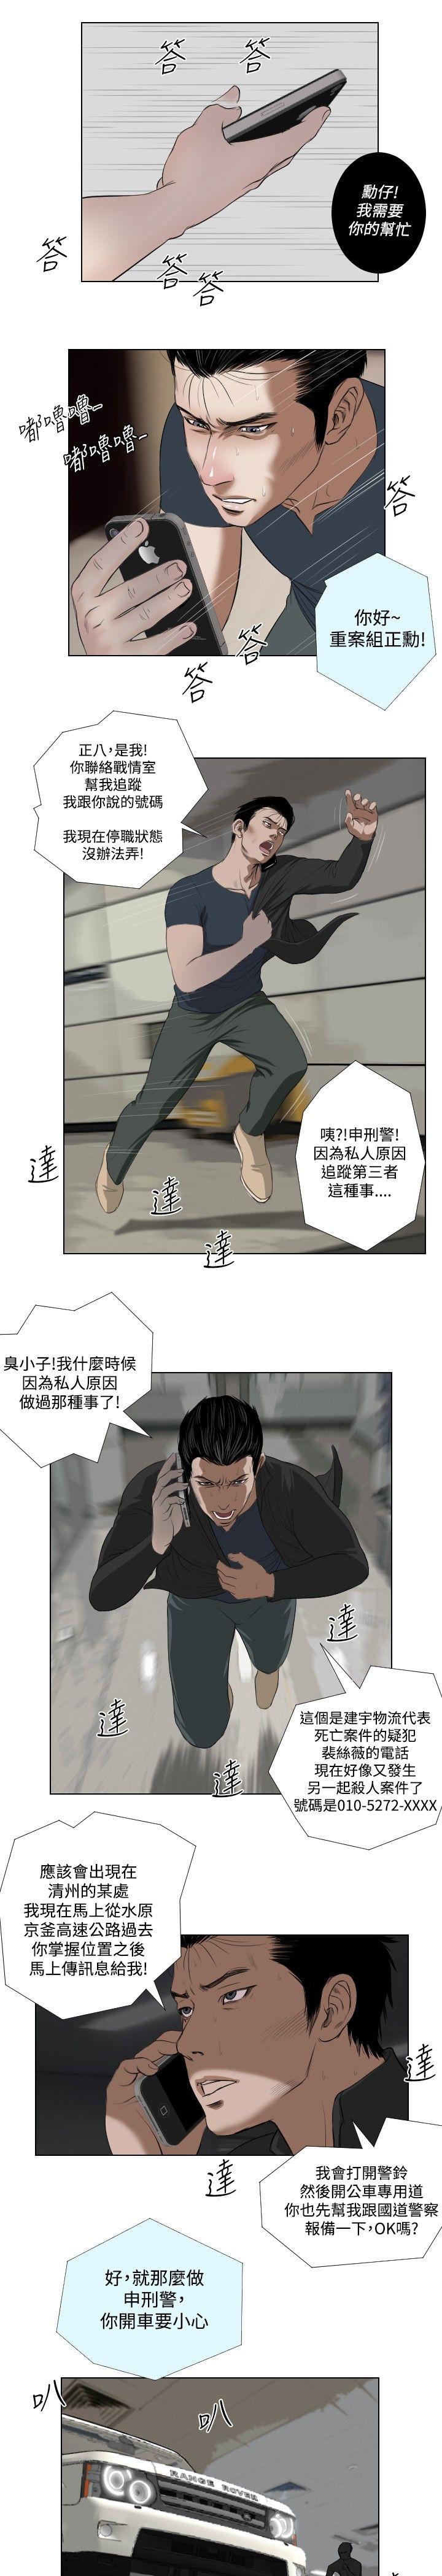 答
答
勳仔!
我需要
你的幫忙
答
答
答
嘟嚕嚕~
嘟嚕嚕~
答
你好~
重案組正勳!
答
答
正八，是我!
你聯絡戰情室
幫我追蹤
我跟你說的號碼
我現在停職狀態
沒辦法弄!
咦?!申刑警!
因為私人原因
追蹤第三者
這種事....
達
達
達
臭小子!我什麼時候
因為私人原因
做過那種事了!
達
達
達
這個是建宇物流代表
死亡案件的疑犯
裴絲薇的電話
現在好像又發生
另一起殺人案件了
號碼是010-5272-XXXX
應該會出現在
清州的某處
我現在馬上從水原
京釜高速公路過去
你掌握位置之後
馬上傳訊息給我!
達
達
我會打開警鈴
然後開公車專用道
你也先幫我跟國道警察
報備一下，OK嗎?
好，就那麼做
申刑警，
你開車要小心
叭
叭
RANGE ROVER